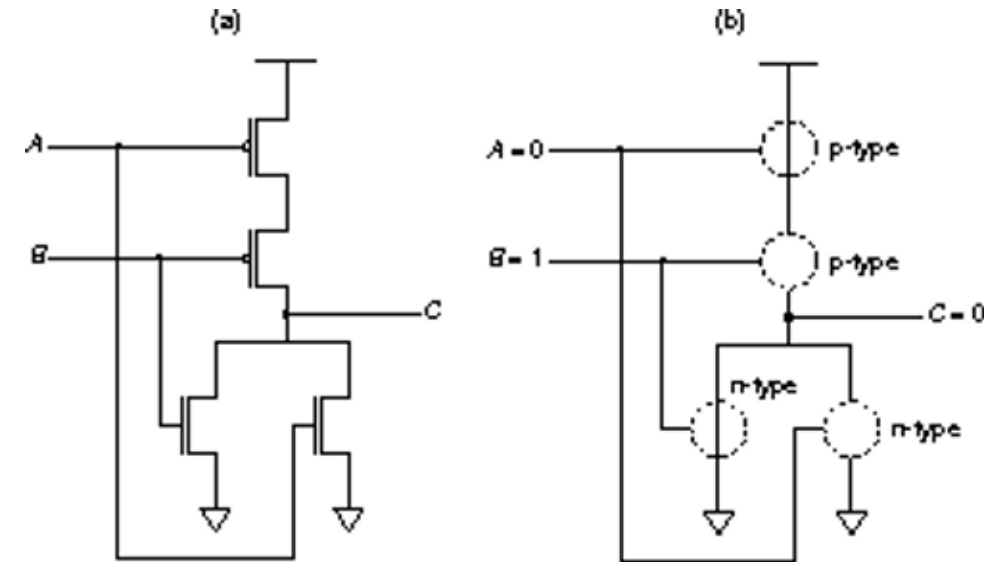 (a)
A
B
C
(b)
A = 0
p-type
B = 1
p-type
C = 0
n-type
n-type